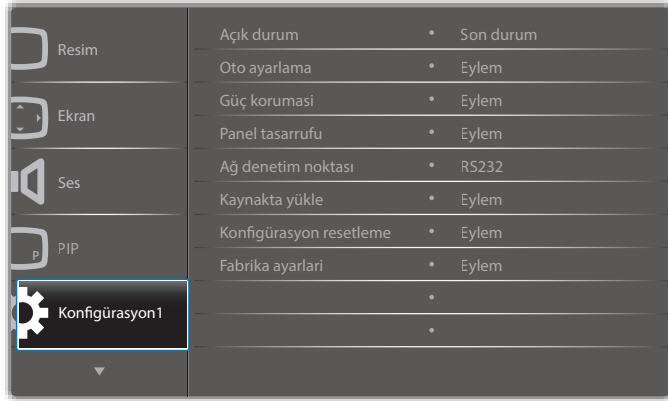 Resim
Ekran
Ses
P
PIP
Konfigürasyon1
Açık durum • Son durum
Oto ayarlama • Eylem
Güç korumasi • Eylem
Panel tasarrufu • Eylem
Ağ denetim noktası • RS232
Kaynakta yükle • Eylem
Konfigürasyon resetleme • Eylem
Fabrika ayarlari • Eylem
•
•